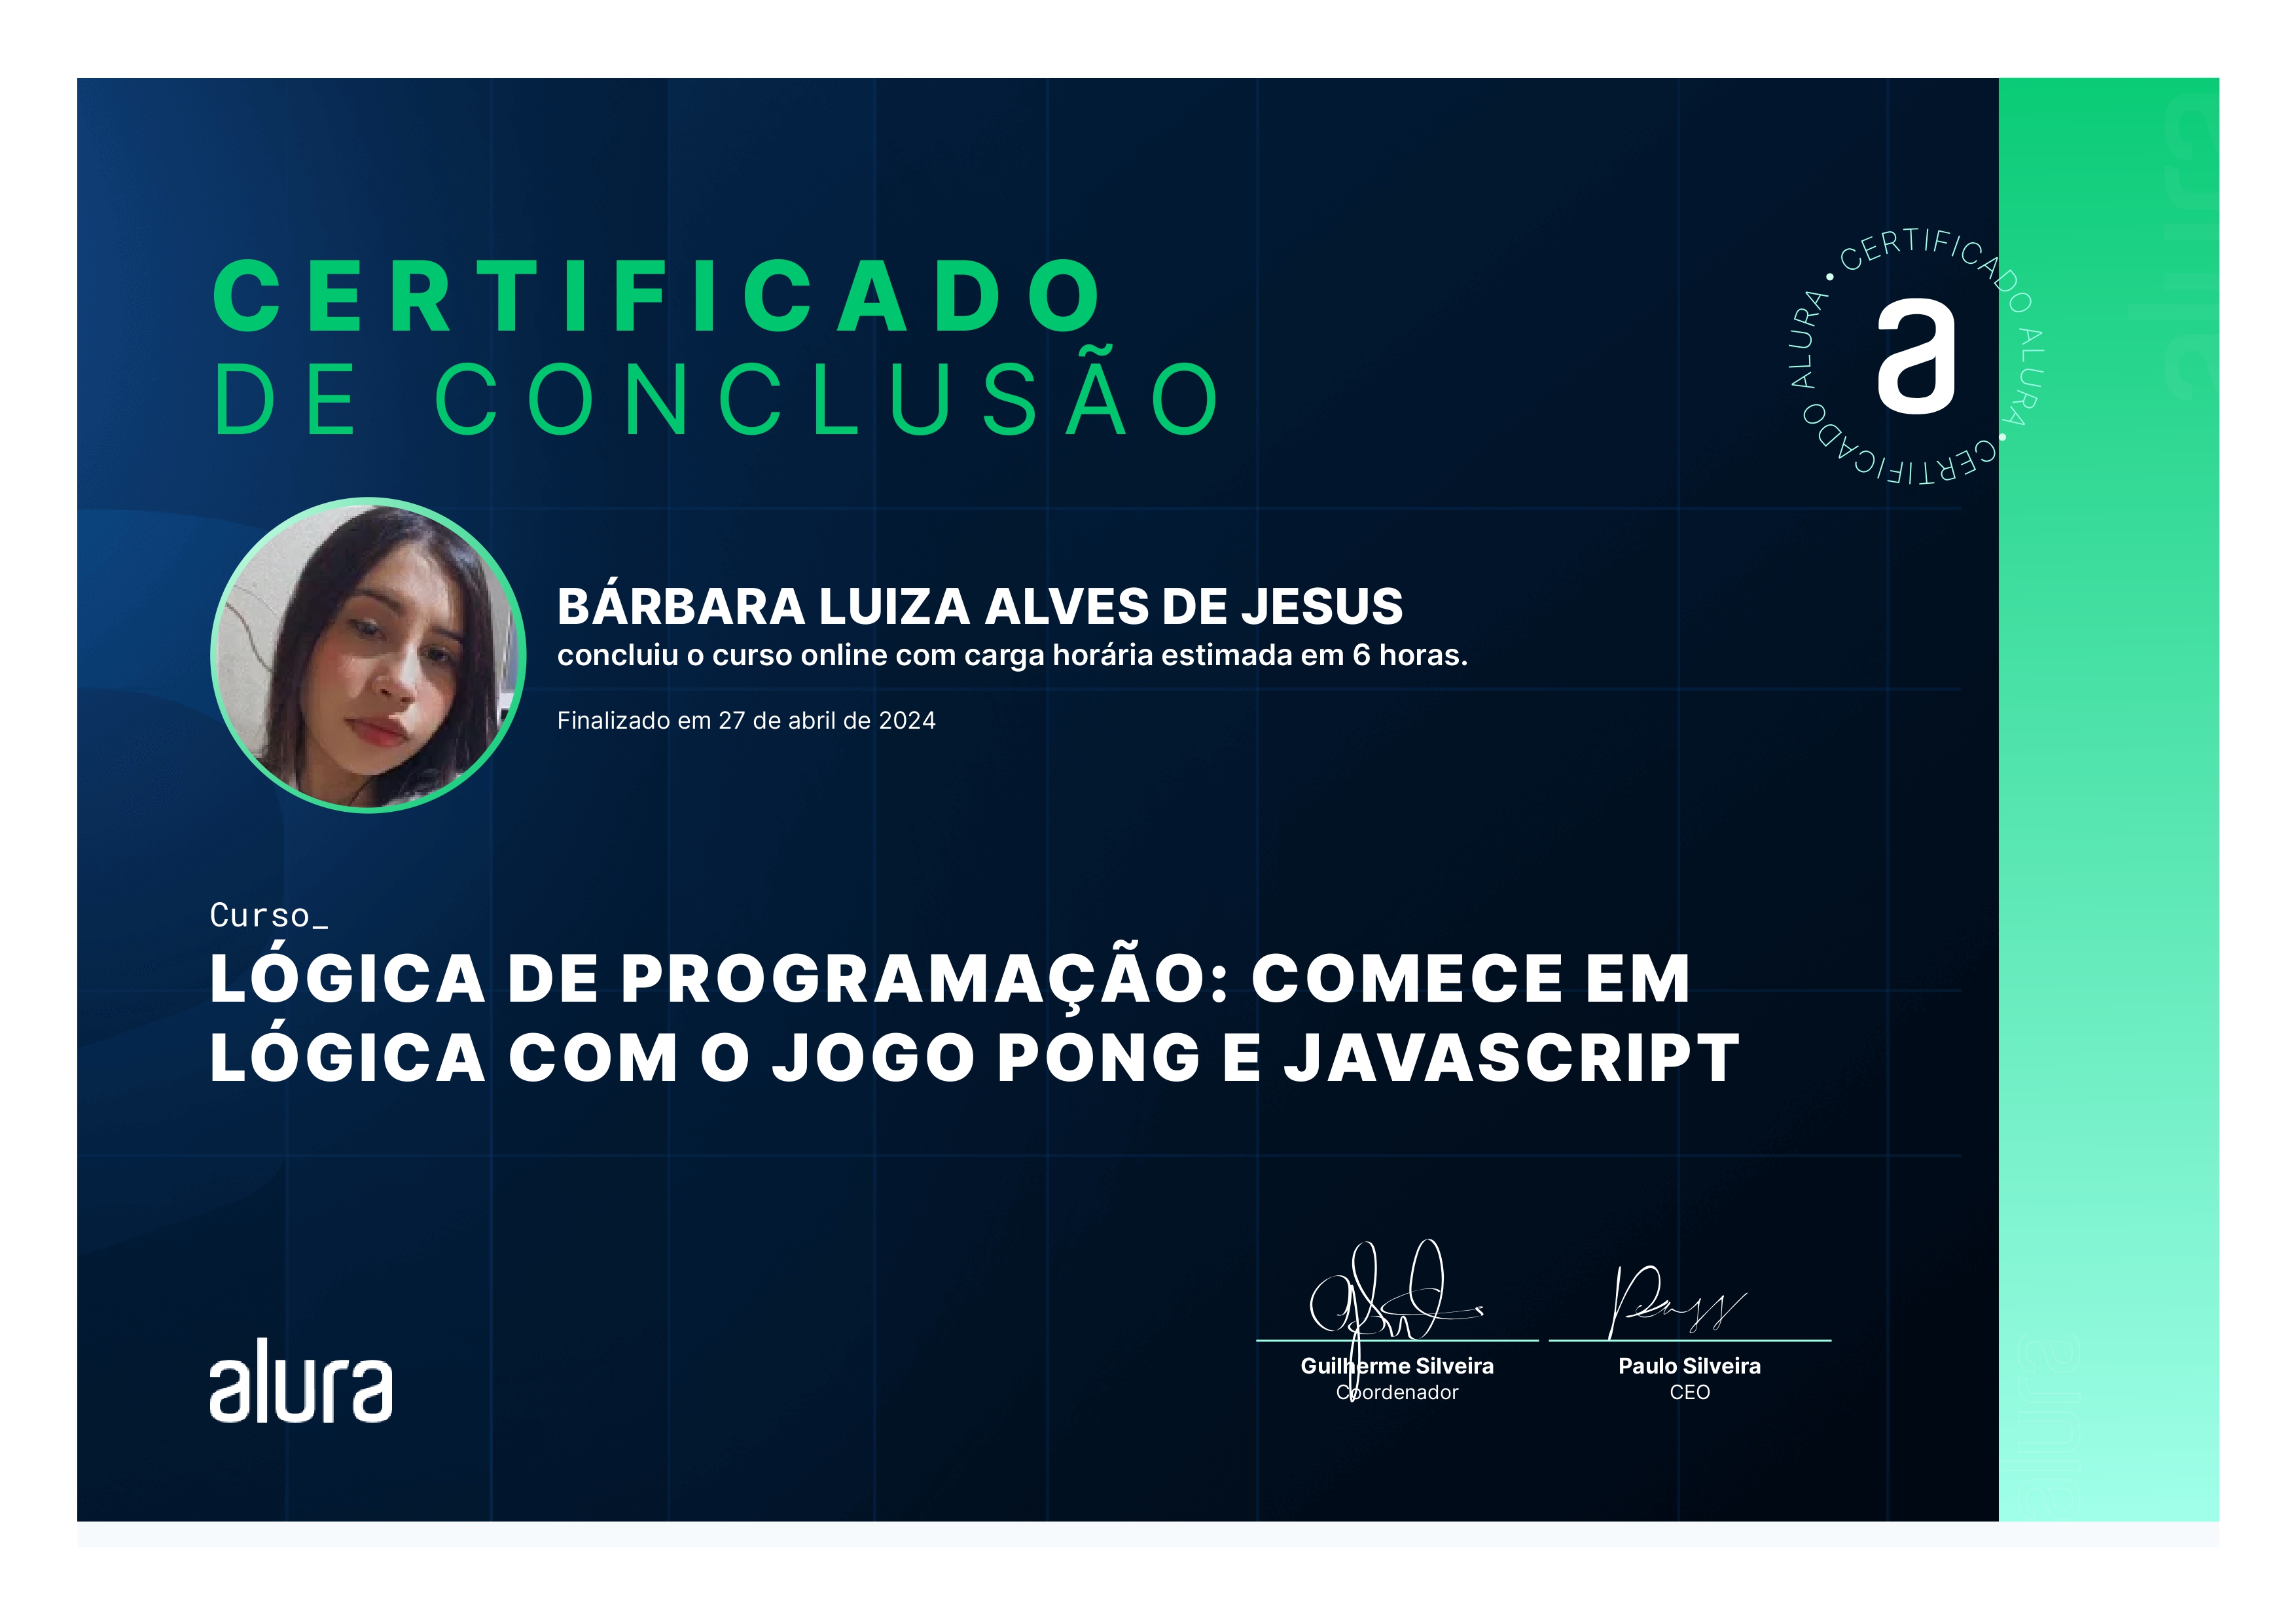 CERTIFICADO
DE CONCLUSÃO
CERTIFICADO ALURA • CERTIFICADO ALURA •
a
BÁRBARA LUIZA ALVES DE JESUS
concluiu o curso online com carga horária estimada em 6 horas.
Finalizado em 27 de abril de 2024
Curso_
LÓGICA DE PROGRAMAÇÃO: COMECE EM
LÓGICA COM O JOGO PONG E JAVASCRIPT
Guilherme Silveira
Coordenador
Paulo Silveira
CEO
alura
alura
alura